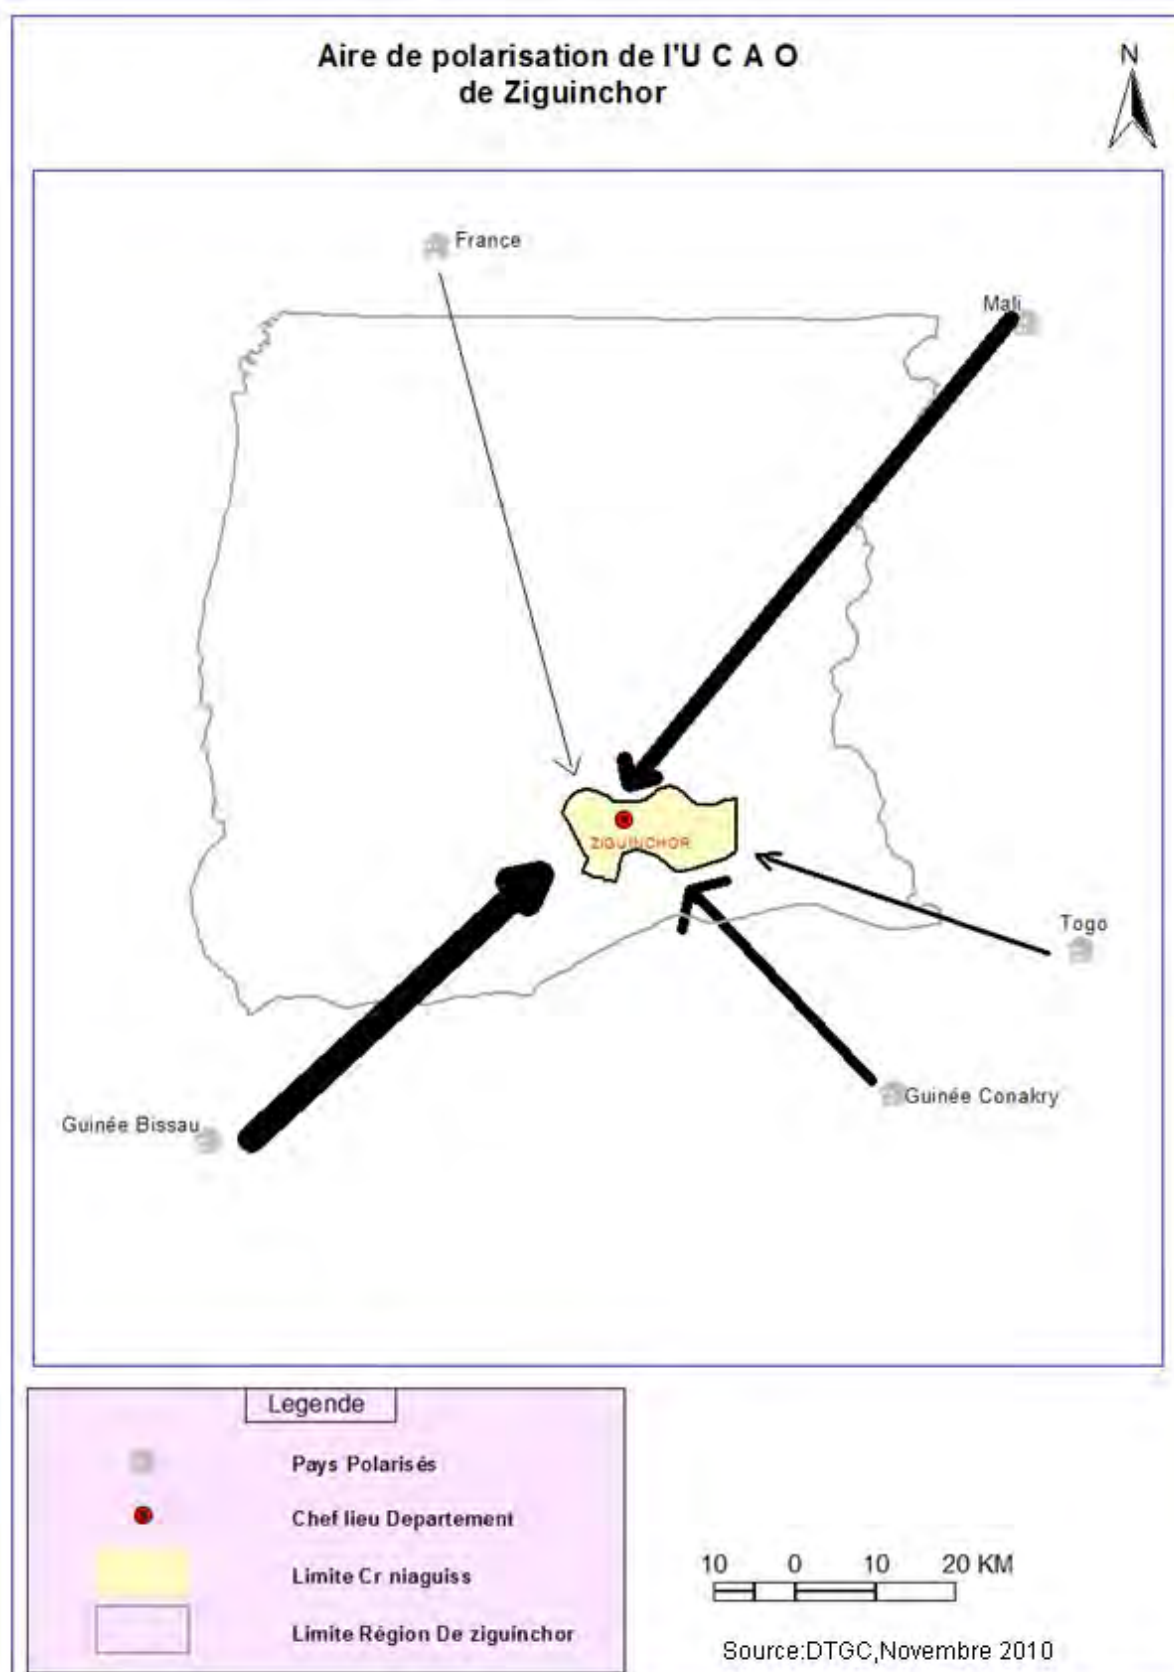 Aire de polarisation de l'U C A O
de Ziguinchor
N
France
Mali
ZIGUINCHOR
Togo
Guinée Conakry
Guinée Bissau
Legende
Pays Polarisés
Chef lieu Departement
Limite Cr niaguiss
Limite Région De ziguinchor
10 0 10 20 KM
Source:DTGC,Novembre 2010